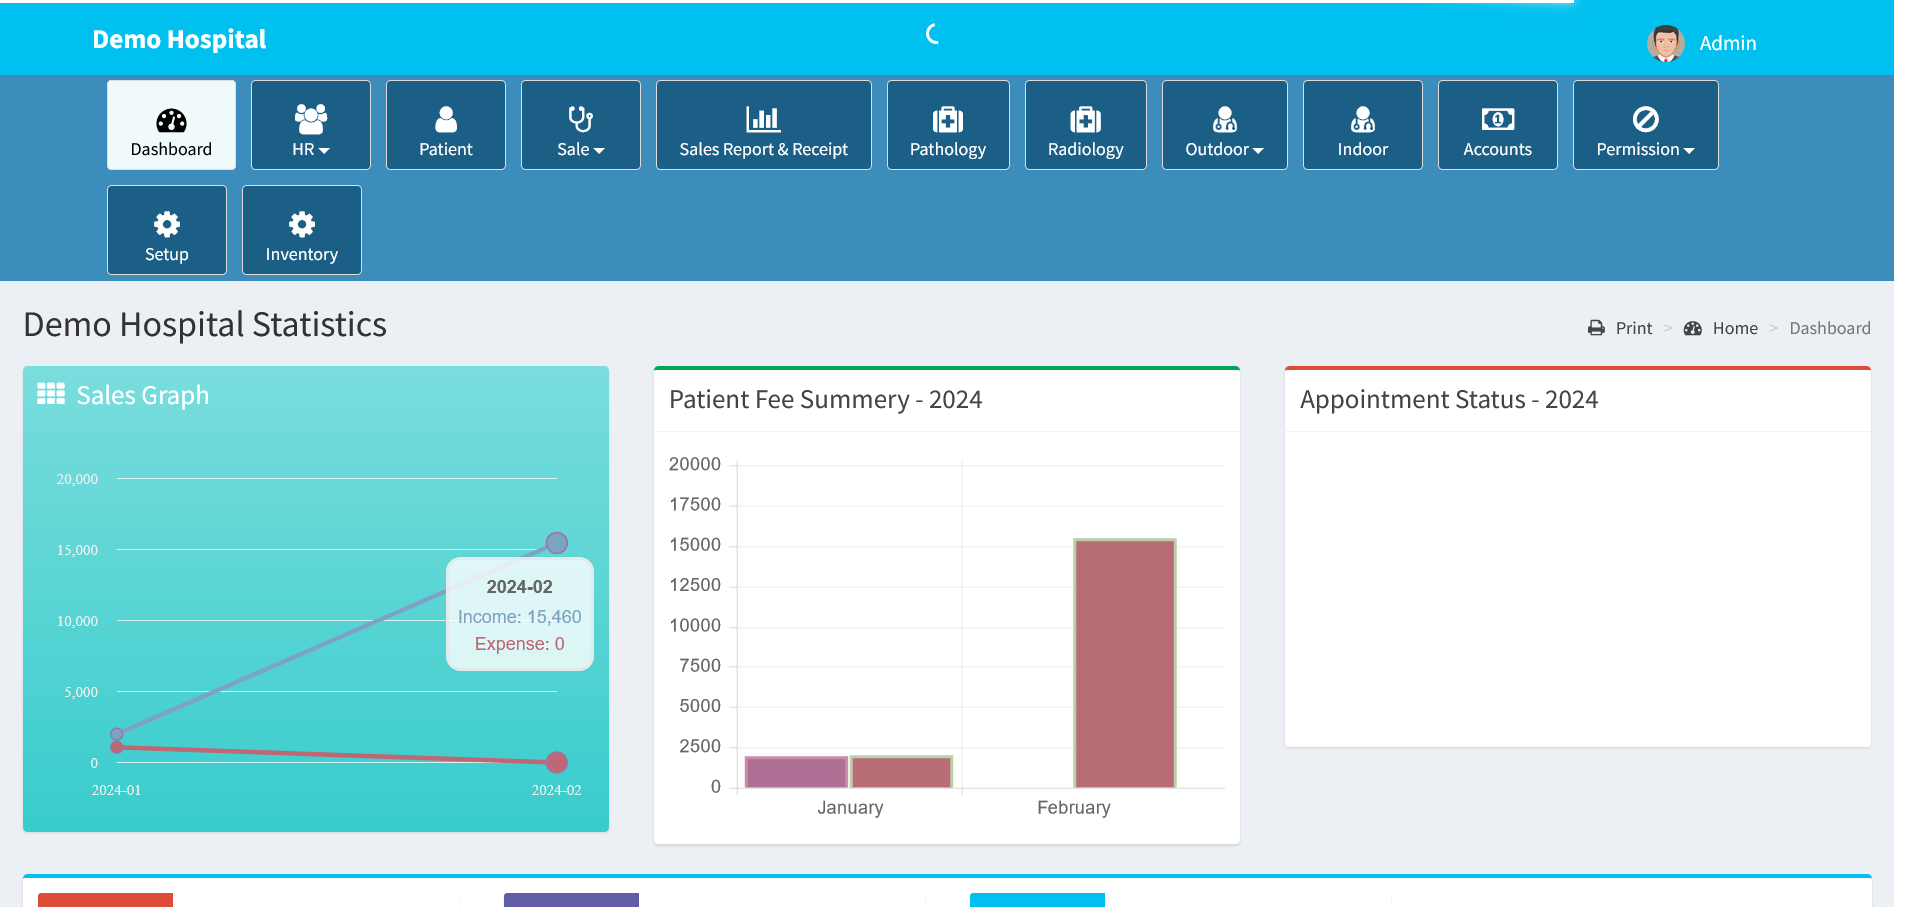 Demo Hospital
Admin
Dashboard
HR
Patient
Sale
Sales Report & Receipt
Pathology
Radiology
Outdoor
Indoor
Accounts
Permission
Setup
Inventory
Demo Hospital Statistics
Print > Home > Dashboard
Sales Graph
20,000
15,000
10,000
5,000
0
2024-01
2024-02
2024-02
Income: 15,460
Expense: 0
Patient Fee Summery - 2024
20000
17500
15000
12500
10000
7500
5000
2500
0
January
February
Appointment Status - 2024